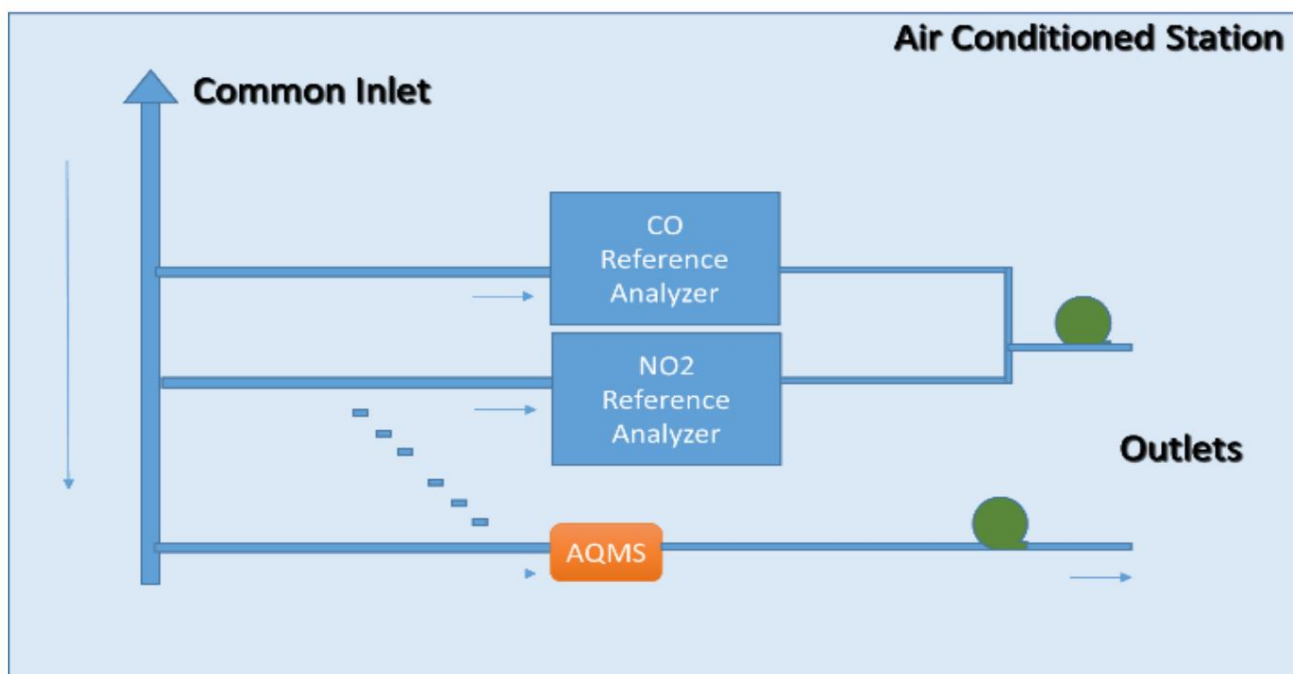 Air Conditioned Station
Common Inlet
CO
Reference
Analyzer
NO2
Reference
Analyzer
Outlets
AQMS